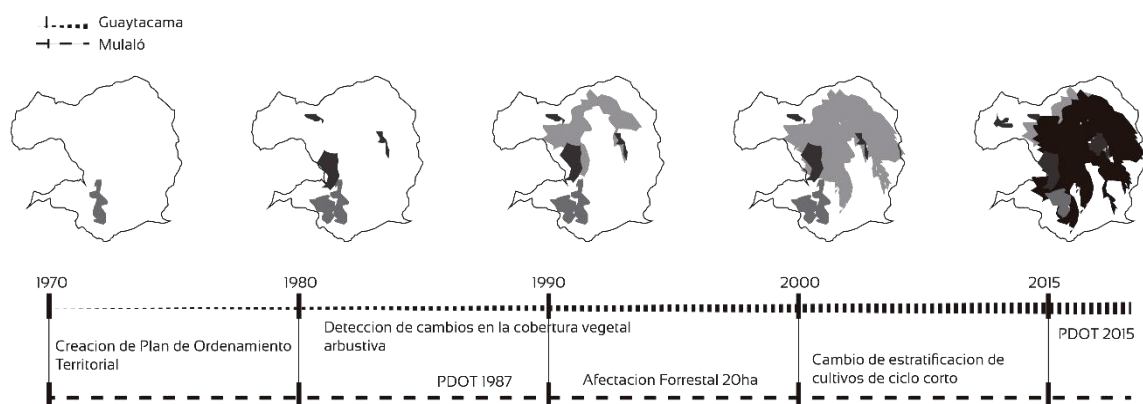 Guaytacama
Mulaló
1970
1980
1990
2000
2015
Creacion de Plan de Ordenamiento
Territorial
Deteccion de cambios en la cobertura vegetal
arbustiva
PDOT 1987
Afectacion Forrestal 20ha
Cambio de estratificacion de
cultivos de ciclo corto
PDOT 2015